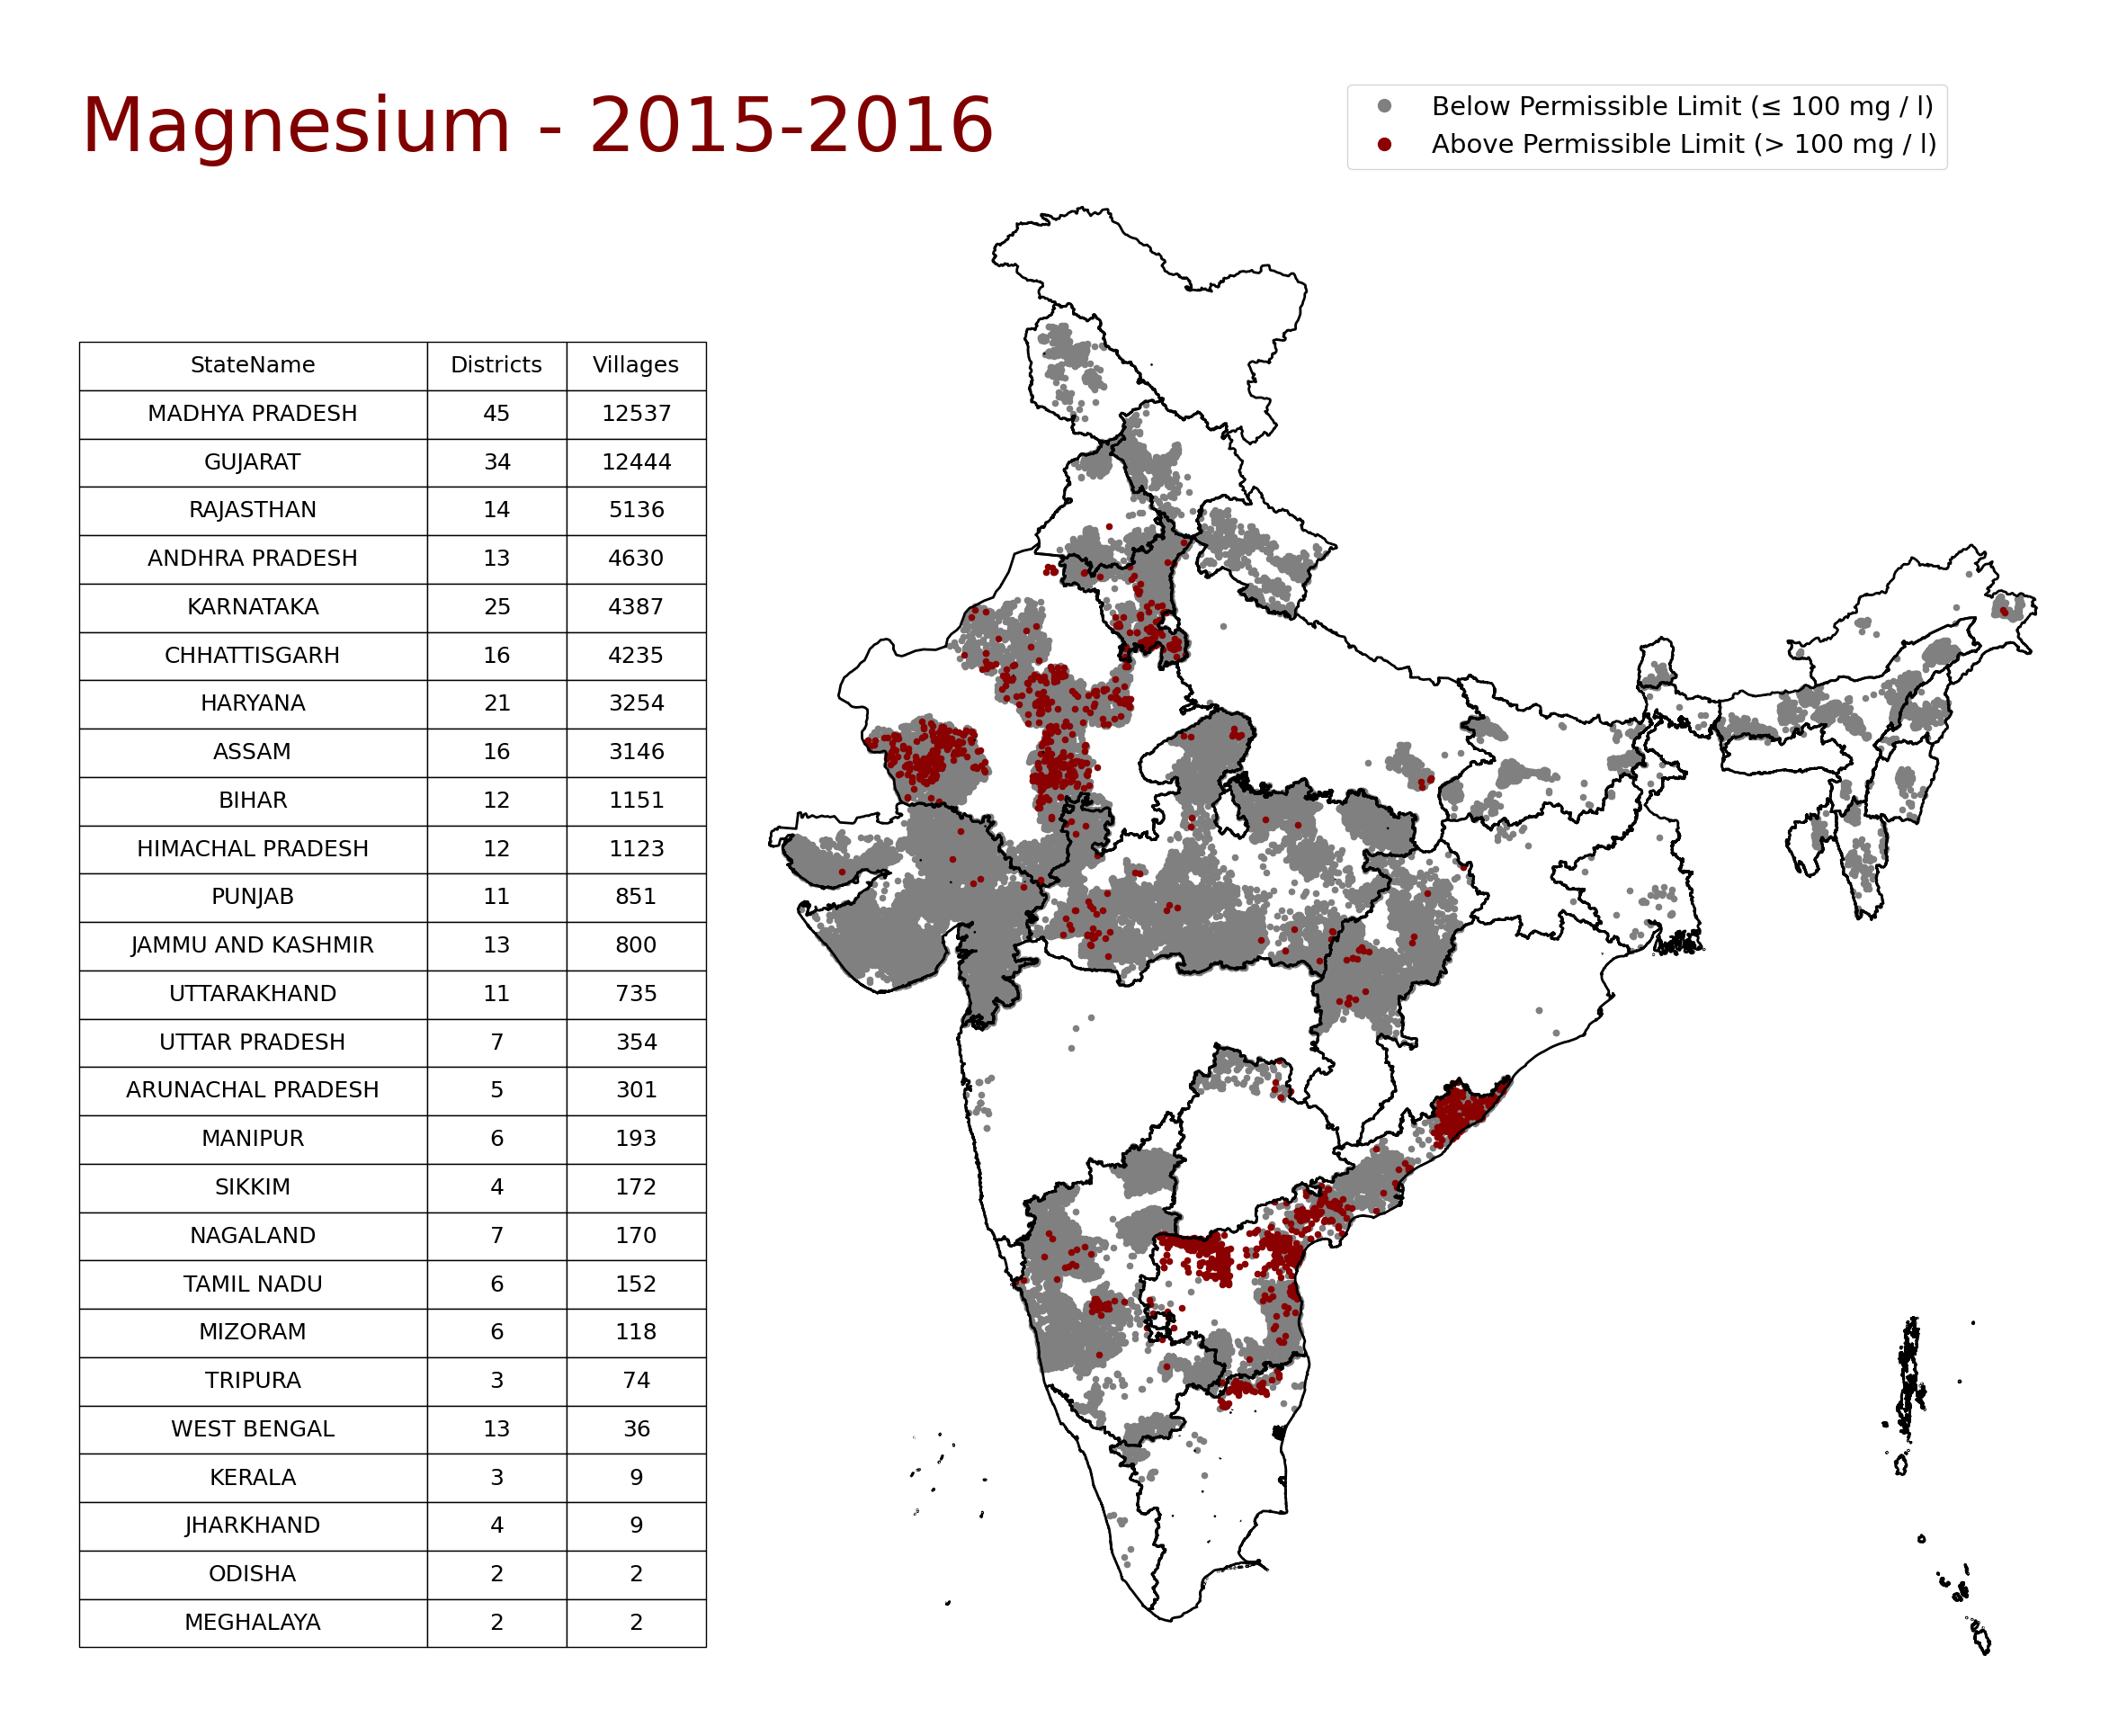 Magnesium - 2015-2016
Below Permissible Limit (≤ 100 mg / l)
Above Permissible Limit (> 100 mg / l)
StateName Districts Villages
MADHYA PRADESH 45 12537
GUJARAT 34 12444
RAJASTHAN 14 5136
ANDHRA PRADESH 13 4630
KARNATAKA 25 4387
CHHATTISGARH 16 4235
HARYANA 21 3254
ASSAM 16 3146
BIHAR 12 1151
HIMACHAL PRADESH 12 1123
PUNJAB 11 851
JAMMU AND KASHMIR 13 800
UTTARAKHAND 11 735
UTTAR PRADESH 7 354
ARUNACHAL PRADESH 5 301
MANIPUR 6 193
SIKKIM 4 172
NAGALAND 7 170
TAMIL NADU 6 152
MIZORAM 6 118
TRIPURA 3 74
WEST BENGAL 13 36
KERALA 3 9
JHARKHAND 4 9
ODISHA 2 2
MEGHALAYA 2 2